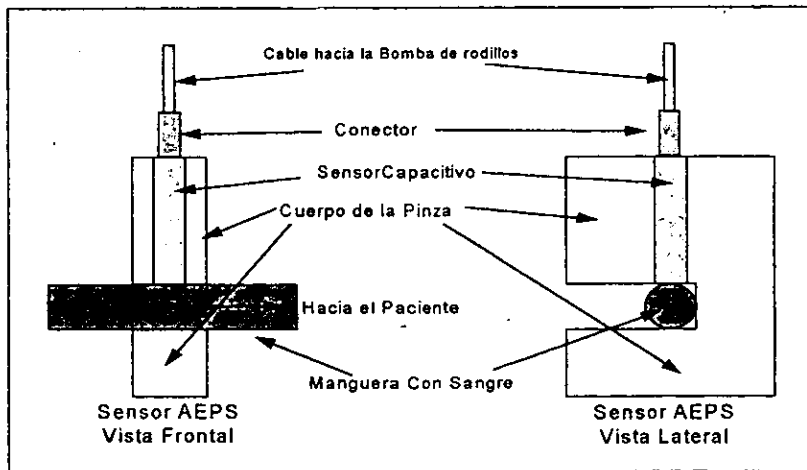 Cable hacia la Bomba de rodillos
Conector
SensorCapacitivo
Cuerpo de la Pinza
Hacia el Paciente
Manguera Con Sangre
Sensor AEPS
Vista Frontal
Sensor AEPS
Vista Lateral